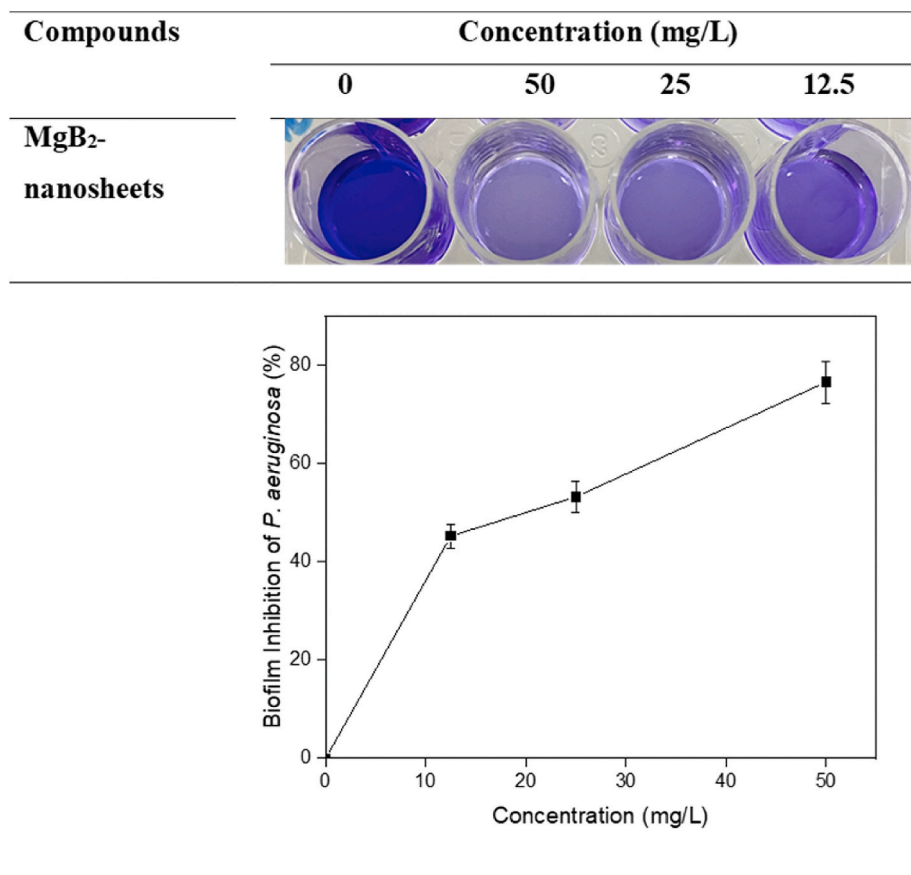 Compounds Concentration (mg/L)
0 50 25 12.5
MgB₂-
nanosheets
C2
Biofilm Inhibition of P. aeruginosa (%)
80
60
40
20
0
0 10 20 30 40 50
Concentration (mg/L)